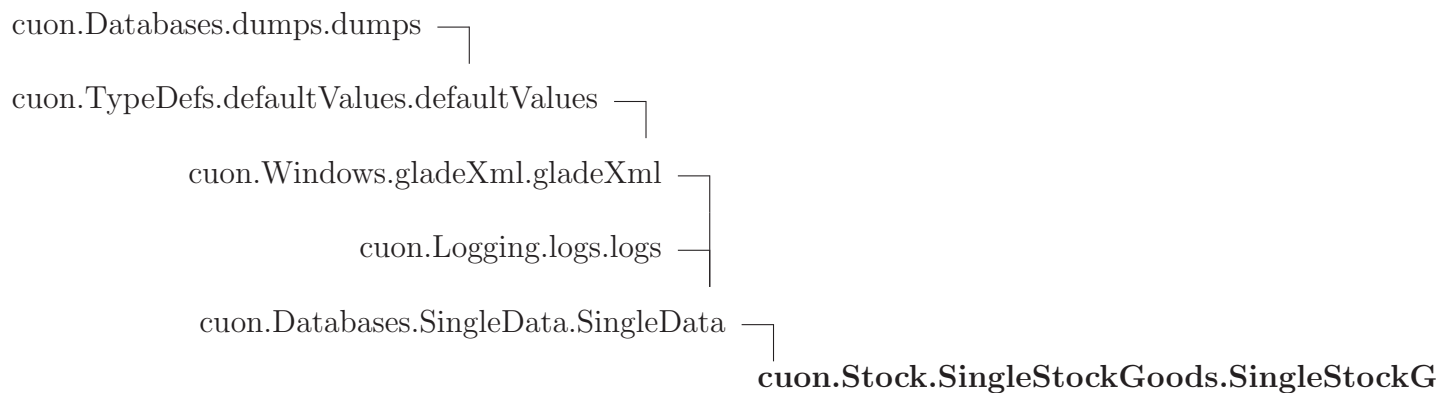 cuon.Databases.dumps.dumps
cuon.TypeDefs.defaultValues.defaultValues
cuon.Windows.gladeXml.gladeXml
cuon.Logging.logs.logs
cuon.Databases.SingleData.SingleData
cuon.Stock.SingleStockGoods.SingleStockG